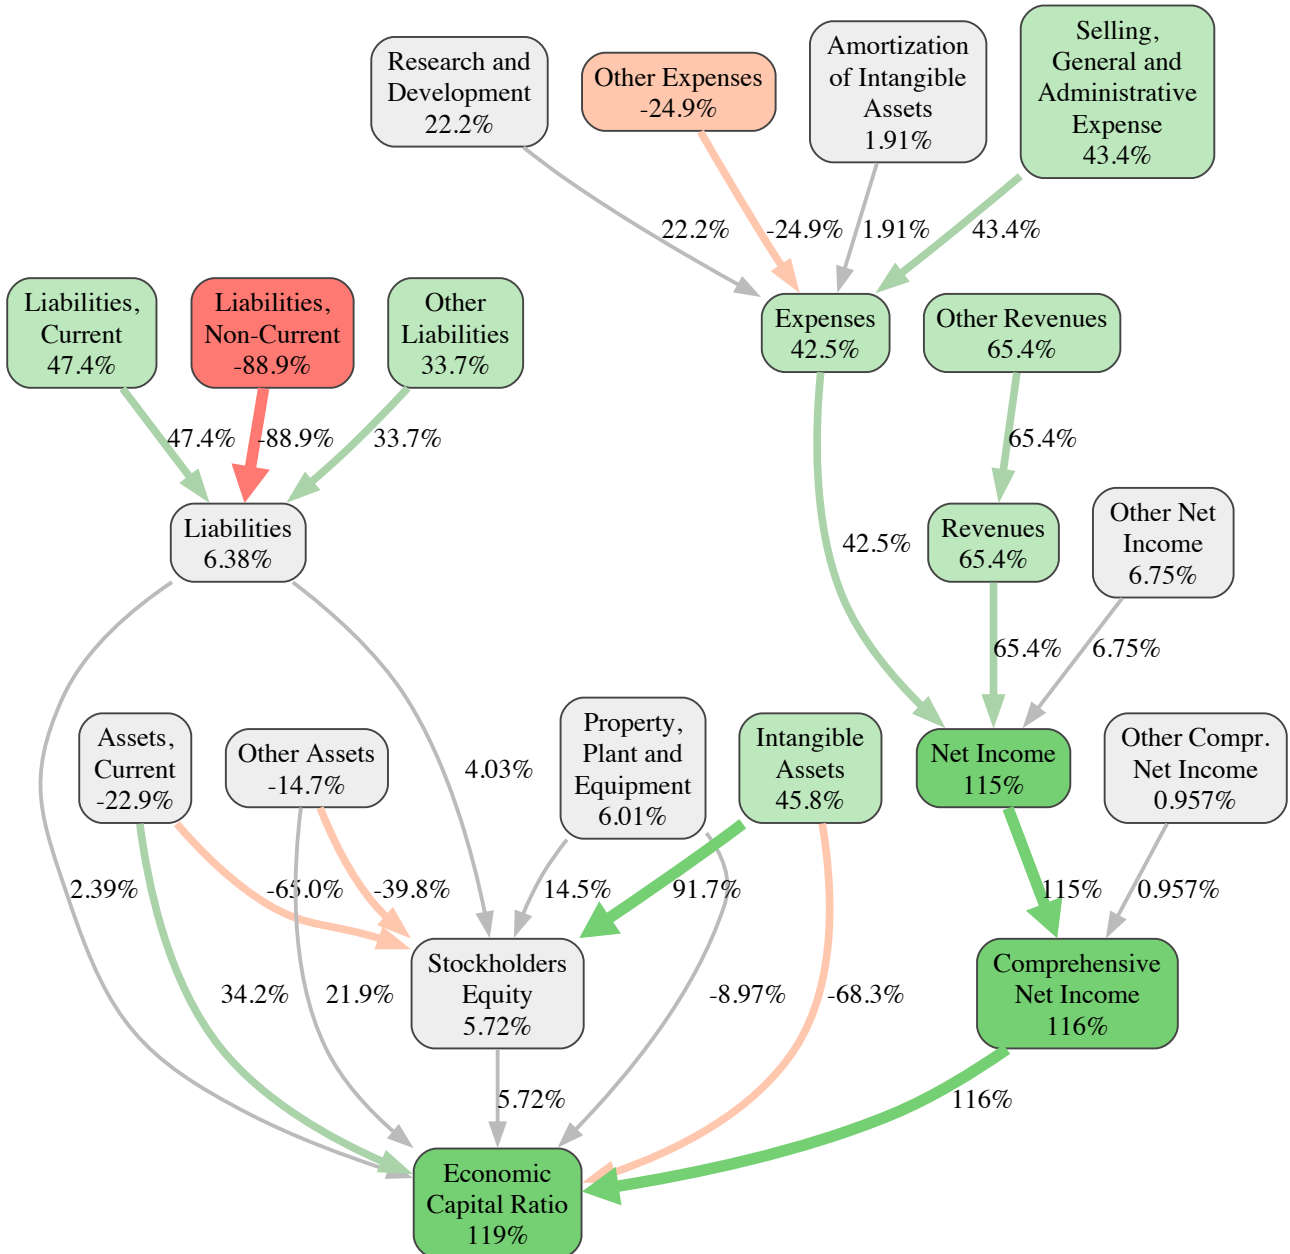 Research and
Development
22.2%
Other Expenses
-24.9%
Amortization
of Intangible
Assets
1.91%
Selling,
General and
Administrative
Expense
43.4%
22.2%
-24.9%
1.91%
43.4%
Liabilities,
Current
47.4%
Liabilities,
Non-Current
-88.9%
Other
Liabilities
33.7%
Expenses
42.5%
Other Revenues
65.4%
47.4%
-88.9%
33.7%
65.4%
Liabilities
6.38%
42.5%
Revenues
65.4%
Other Net
Income
6.75%
65.4%
6.75%
Assets,
Current
-22.9%
Other Assets
-14.7%
4.03%
Property,
Plant and
Equipment
6.01%
Intangible
Assets
45.8%
Net Income
115%
Other Compr.
Net Income
0.957%
2.39%
-65.0%
-39.8%
14.5%
91.7%
115%
0.957%
34.2%
21.9%
Stockholders
Equity
5.72%
-8.97%
-68.3%
Comprehensive
Net Income
116%
5.72%
116%
Economic
Capital Ratio
119%